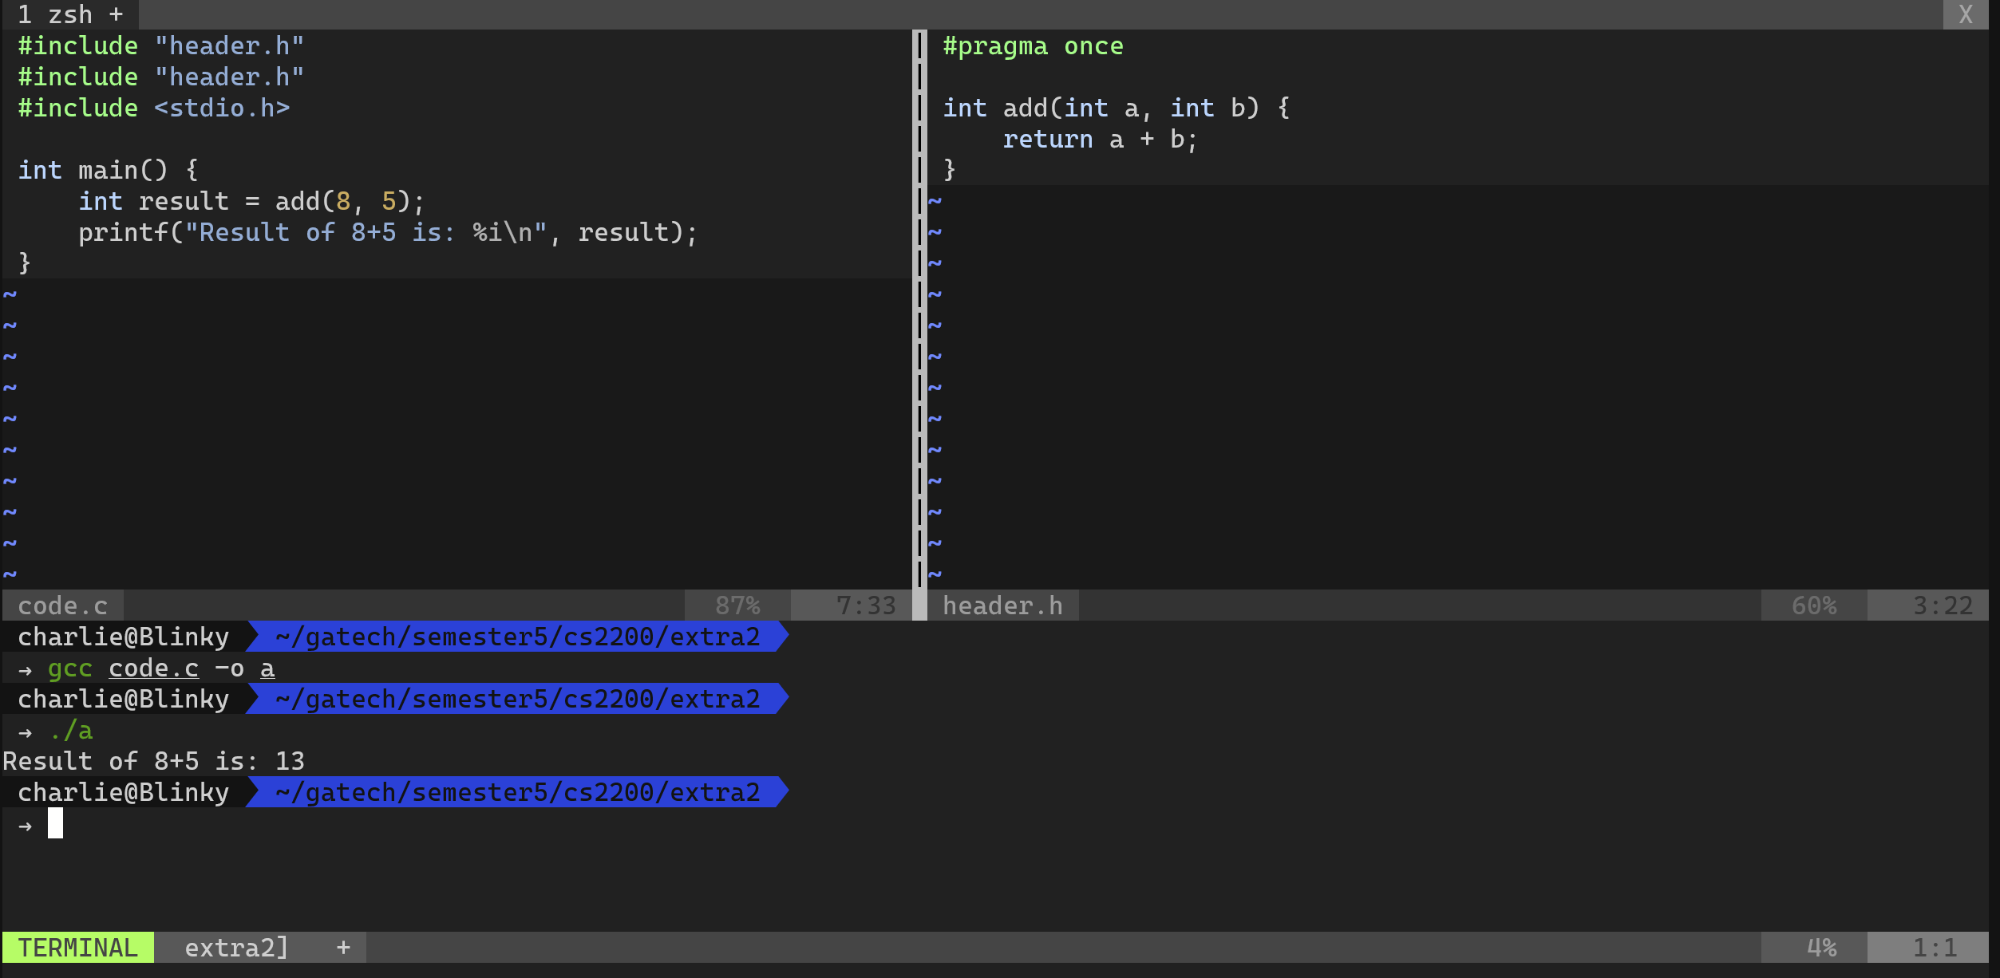 1 zsh + X
#include "header.h"
#include "header.h"
#include <stdio.h>

int main() {
    int result = add(8, 5);
    printf("Result of 8+5 is: %i\n", result);
}
~
~
~
~
~
~
~
~
~
~
code.c 87% 7:33
#pragma once

int add(int a, int b) {
    return a + b;
}
~
~
~
~
~
~
~
~
~
~
~
~
~
header.h 60% 3:22
charlie@Blinky ~/gatech/semester5/cs2200/extra2
→ gcc code.c -o a
charlie@Blinky ~/gatech/semester5/cs2200/extra2
→ ./a
Result of 8+5 is: 13
charlie@Blinky ~/gatech/semester5/cs2200/extra2
→
TERMINAL extra2] + 4% 1:1